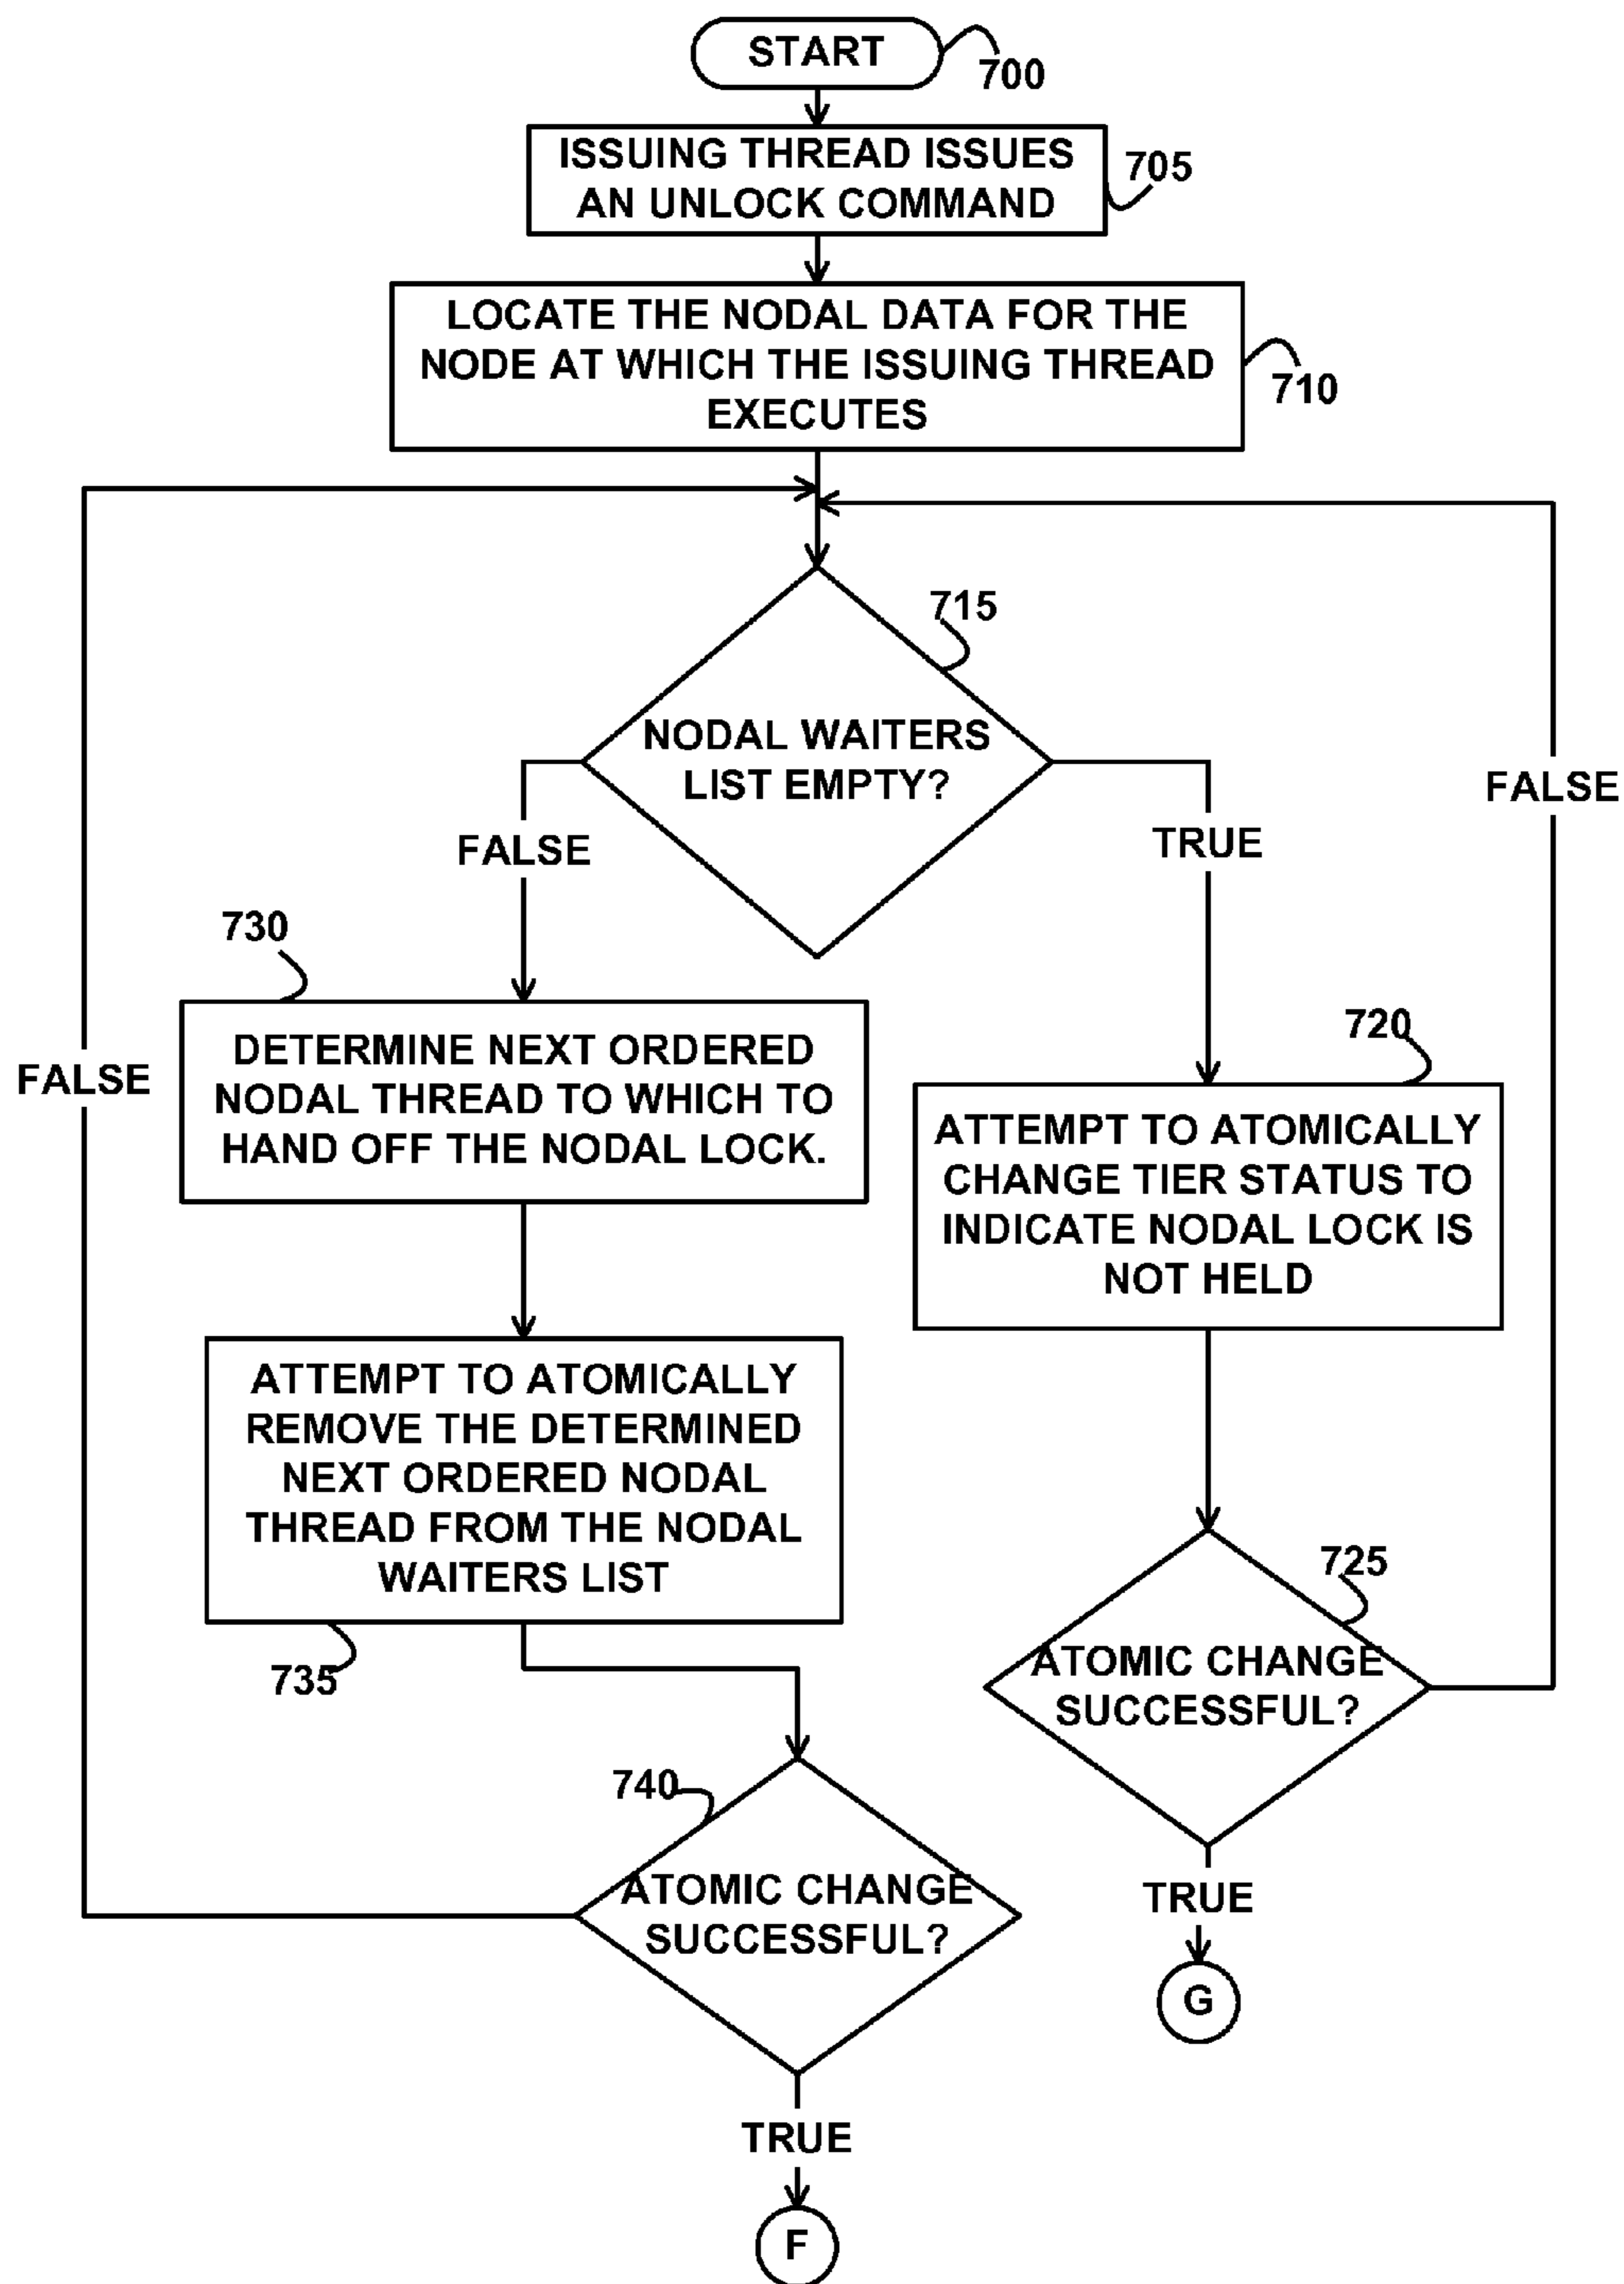 START
700
ISSUING THREAD ISSUES
AN UNLOCK COMMAND
705
LOCATE THE NODAL DATA FOR THE
NODE AT WHICH THE ISSUING THREAD
EXECUTES
710
715
NODAL WAITERS
LIST EMPTY?
FALSE
FALSE
TRUE
730
DETERMINE NEXT ORDERED
NODAL THREAD TO WHICH TO
HAND OFF THE NODAL LOCK.
FALSE
720
ATTEMPT TO ATOMICALLY
CHANGE TIER STATUS TO
INDICATE NODAL LOCK IS
NOT HELD
ATTEMPT TO ATOMICALLY
REMOVE THE DETERMINED
NEXT ORDERED NODAL
THREAD FROM THE NODAL
WAITERS LIST
735
725
ATOMIC CHANGE
SUCCESSFUL?
740
ATOMIC CHANGE
SUCCESSFUL?
TRUE
G
TRUE
F